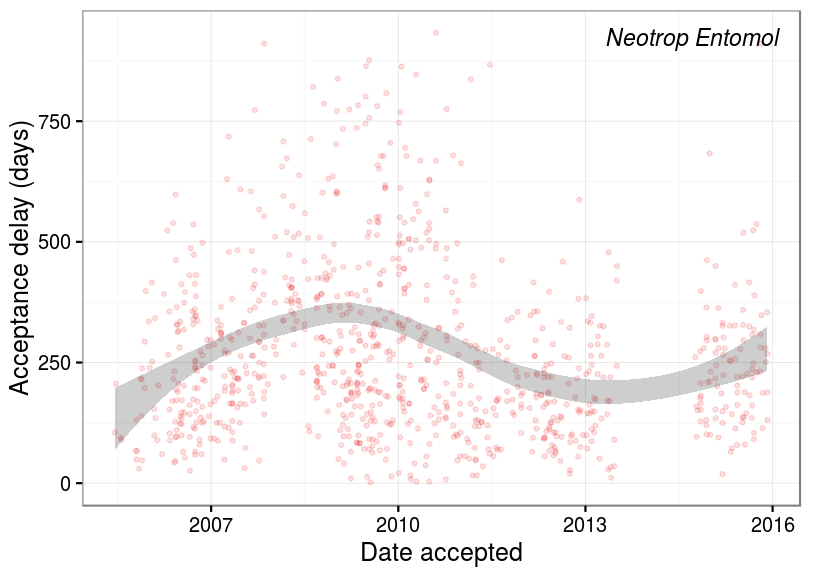 Neotrop Entomol
Acceptance delay (days)
750
500
250
0
2007 2010 2013 2016
Date accepted